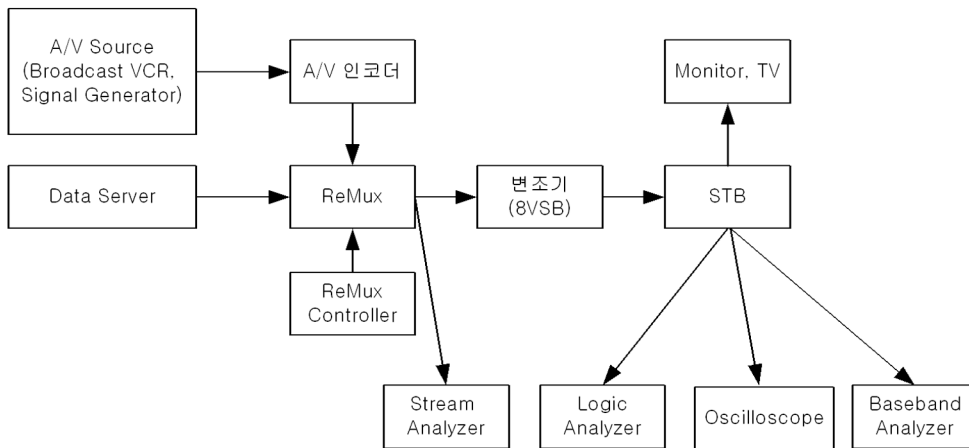 A/V Source
(Broadcast VCR,
Signal Generator)
A/V 인코더
Monitor, TV
Data Server
ReMux
변조기
(8VSB)
STB
ReMux
Controller
Stream
Analyzer
Logic
Analyzer
Oscilloscope
Baseband
Analyzer